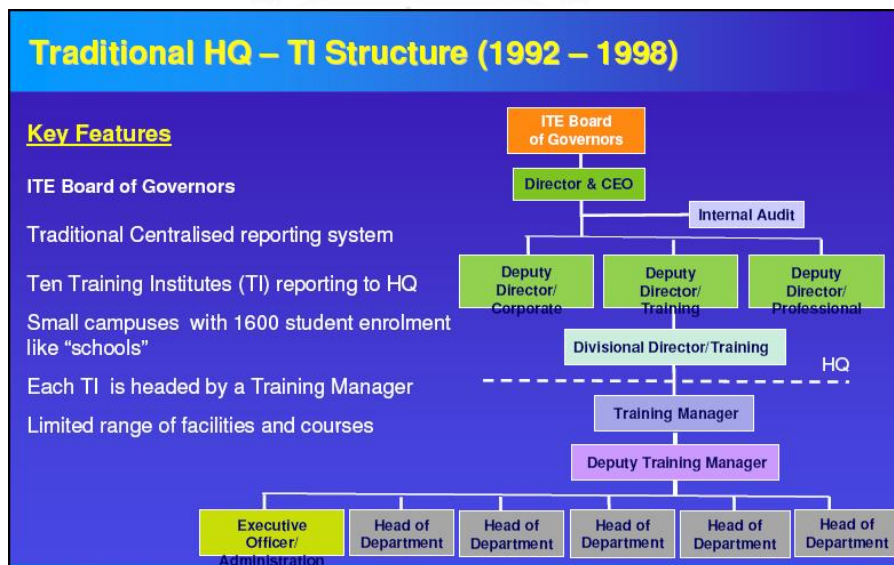 Traditional HQ – TI Structure (1992 – 1998)
Key Features
ITE Board of Governors
Traditional Centralised reporting system
Ten Training Institutes (TI) reporting to HQ
Small campuses with 1600 student enrolment
like “schools”
Each TI is headed by a Training Manager
Limited range of facilities and courses
ITE Board
of Governors
Director & CEO
Internal Audit
Deputy
Director/
Corporate
Deputy
Director/
Training
Deputy
Director/
Professional
Divisional Director/Training
HQ
Training Manager
Deputy Training Manager
Executive
Officer/
Administration
Head of
Department
Head of
Department
Head of
Department
Head of
Department
Head of
Department